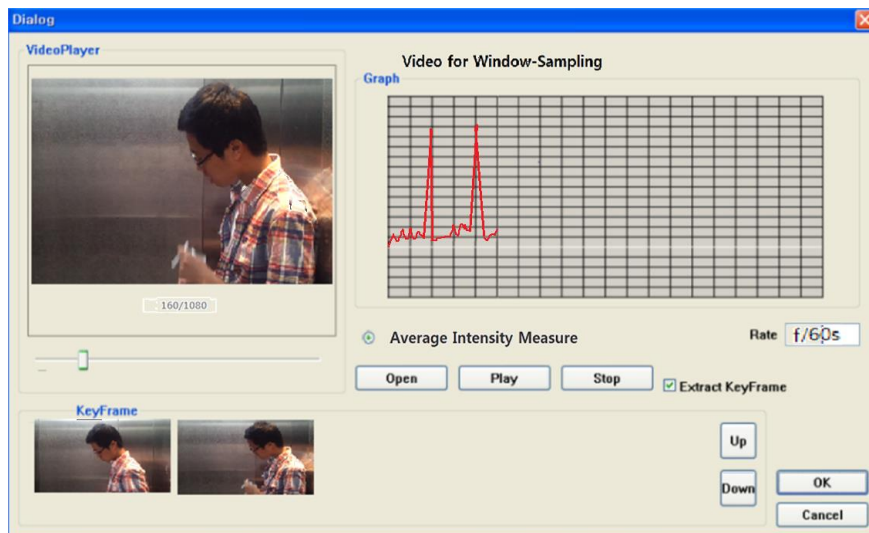 Dialog
VideoPlayer
160/1080
Video for Window-Sampling
Graph
Average Intensity Measure
Rate
f/60s
Open
Play
Stop
Extract KeyFrame
KeyFrame
Up
Down
OK
Cancel